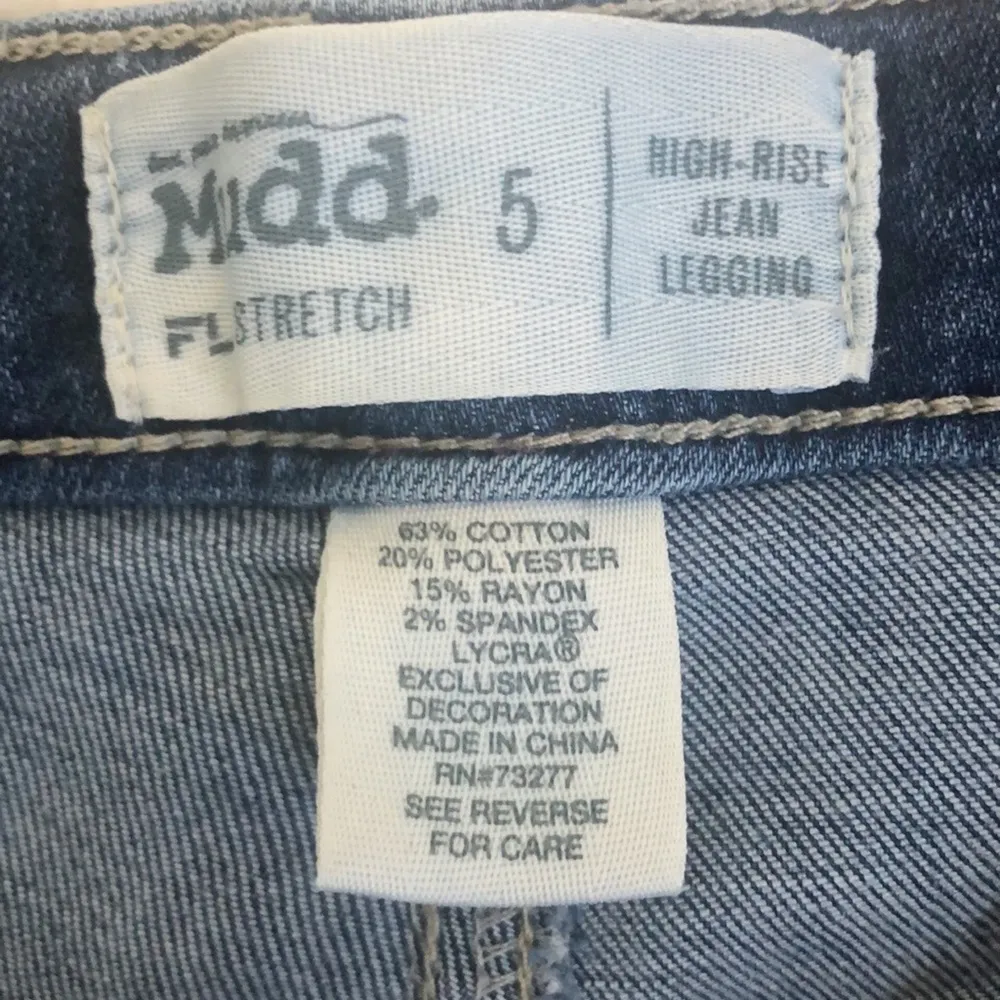 Mudd.
FL STRETCH
5
HIGH-RISE
JEAN
LEGGING
63% COTTON
20% POLYESTER
15% RAYON
2% SPANDEX
LYCRA®
EXCLUSIVE OF
DECORATION
MADE IN CHINA
RN#73277
SEE REVERSE
FOR CARE